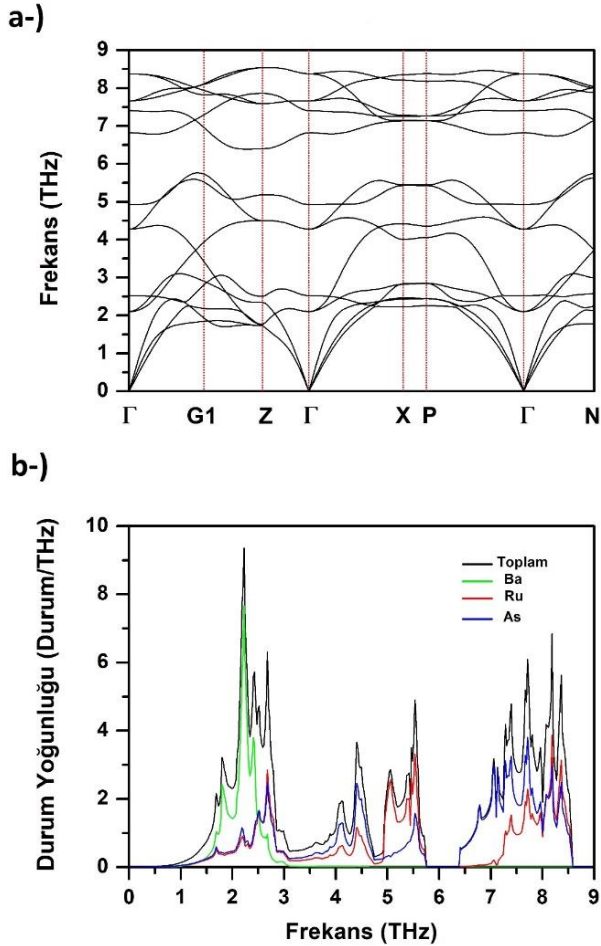 a-)
Frekans (THz)
9
8
7
6
5
4
3
2
1
0
Γ G1 Z Γ X P Γ N
b-)
Durum Yoğunluğu (Durum/THz)
10
8
6
4
2
0
Toplam
Ba
Ru
As
0 1 2 3 4 5 6 7 8 9
Frekans (THz)